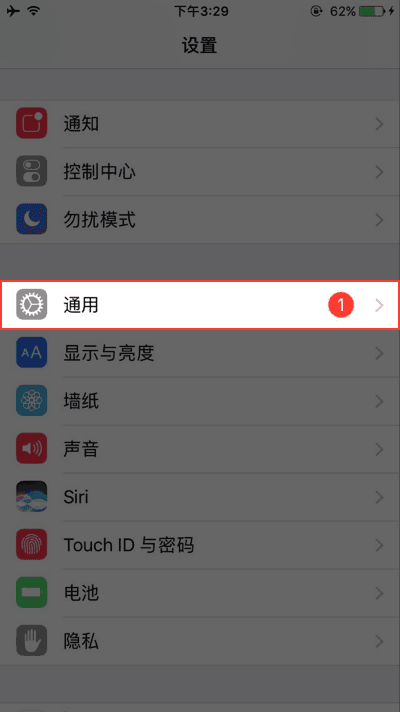 下午3:29
62%
设置
通知
控制中心
勿扰模式
通用
1
显示与亮度
AA
墙纸
声音
Siri
Touch ID 与密码
电池
隐私